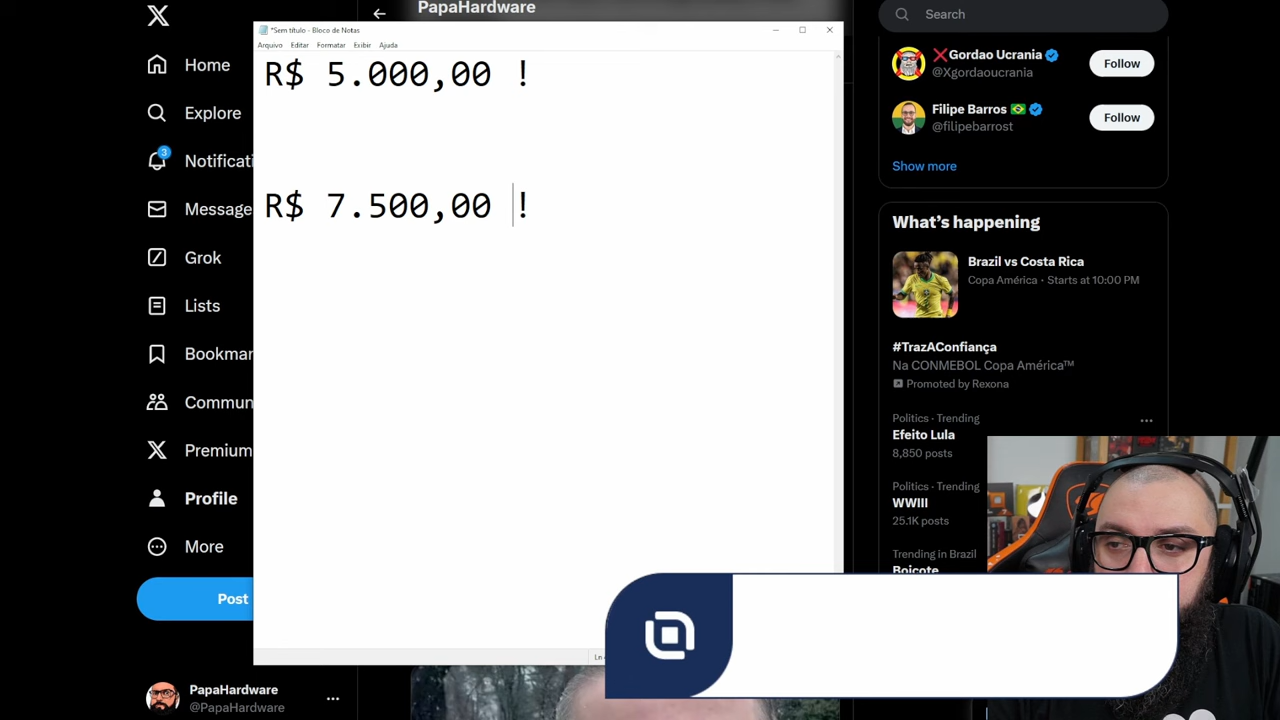 PapaHardware
*Sem título - Bloco de Notas
Arquivo Editar Formatar Exibir Ajuda
R$ 5.000,00 !
R$ 7.500,00 !
Ln
Home
Explore
3
Notificati
Message
Grok
Lists
Bookmar
Commun
Premium
Profile
More
Post
PapaHardware
@PapaHardware
Search
Gordao Ucrania
@Xgordaoucrania
Follow
Filipe Barros
@filipebarrost
Follow
Show more
What's happening
Brazil vs Costa Rica
Copa América · Starts at 10:00 PM
#TrazAConfiança
Na CONMEBOL Copa América™
Promoted by Rexona
Politics · Trending
Efeito Lula
8,850 posts
Politics · Trending
WWIII
25.1K posts
Trending in Brazil
Boicote